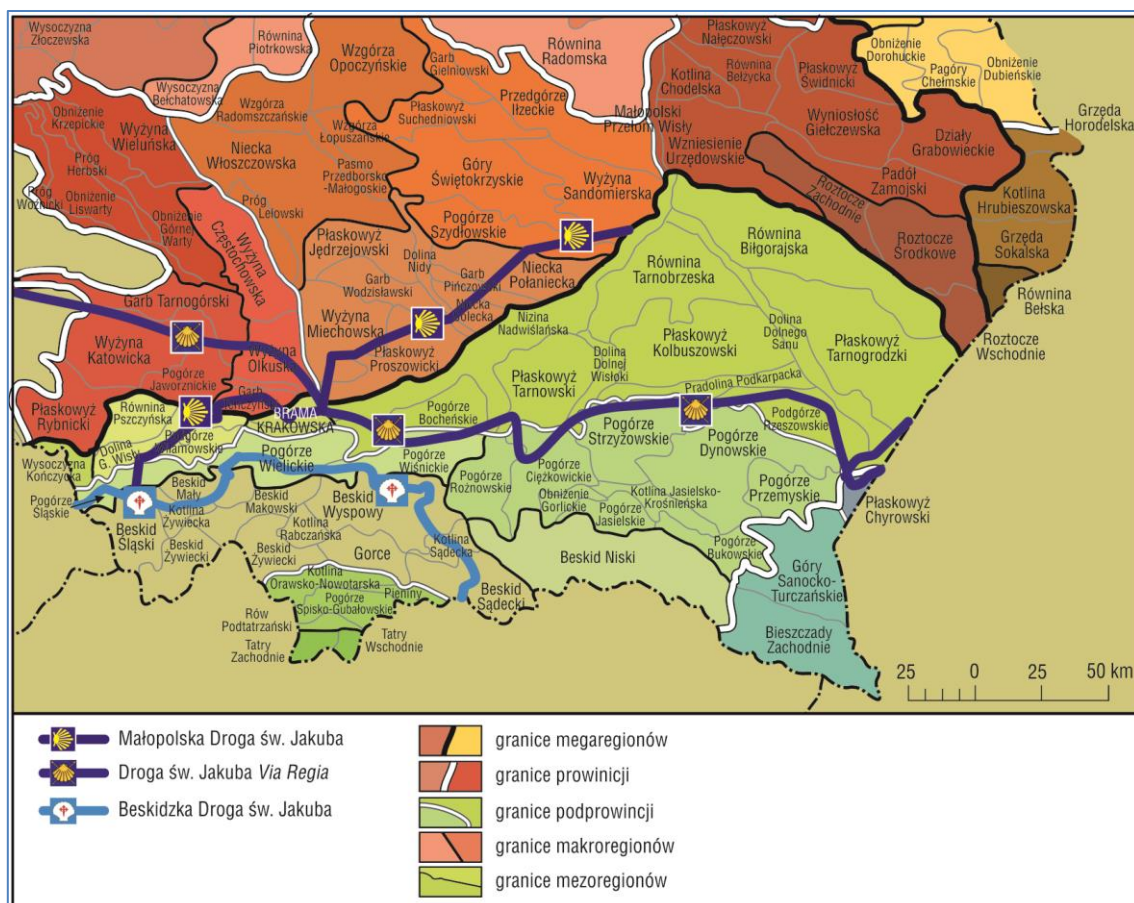 Wysoczyzna
Złoczewska
Równina
Piotrkowska
Wysoczyzna
Bełchatowska
Wzgórza
Opoczyńskie
Garb
Gielniowski
Równina
Radomska
Płaskowyż
Nałęczowski
Równina
Bełżycka
Płaskowyż
Świdnicki
Obniżenie
Dorohuckie
Pagóry
Chełmskie
Obniżenie
Dubieńskie
Grzęda
Horodelska
Obniżenie
Krzepickie
Wyżyna
Wieluńska
Wzgórza
Radomszczańskie
Niecka
Włoszczowska
Wzgórza
Łopuszańskie
Płaskowyż
Suchedniowski
Przedgórze
Iłżeckie
Kotlina
Chodelska
Małopolski
Przełom Wisły
Wzniesienie
Urzędowskie
Wyniosłość
Giełczewska
Działy
Grabowieckie
Padół
Zamojski
Kotlina
Hrubieszowska
Próg
Herbski
Próg
Woźnicki
Obniżenie
Liswarty
Obniżenie
Górnej
Warty
Wyżyna
Częstochowska
Próg
Lelowski
Pasmo
Przedborsko-
Małogoskie
Góry
Świętokrzyskie
Wyżyna
Sandomierska
Pogórze
Szydłowskie
Roztocze
Zachodnie
Roztocze
Środkowe
Grzęda
Sokalska
Równina
Bełska
Roztocze
Wschodnie
Garb Tarnogórski
Płaskowyż
Jędrzejowski
Dolina
Nidy
Garb
Wodzisławski
Garb
Pińczowski
Niecka
Solecka
Niecka
Połaniecka
Równina
Biłgorajska
Równina
Tarnobrzeska
Wyżyna
Katowicka
Pogórze
Jaworznickie
Wyżyna
Olkuska
Wyżyna
Miechowska
Płaskowyż
Proszowicki
Nizina
Nadwiślańska
Płaskowyż
Tarnowski
Dolina
Dolnej
Wisłoki
Płaskowyż
Kolbuszowski
Dolina
Dolnego
Sanu
Płaskowyż
Tarnogrodzki
Płaskowyż
Rybnicki
Równina
Pszczyńska
Garb
BRAMA
KRAKOWSKA
Pogórze
Bocheńskie
Pradolina Podkarpacka
Podgórze
Rzeszowskie
Wysoczyzna
Kończycka
Dolina
G. Wisły
Pogórze
Wielickie
Pogórze
Wiśnickie
Pogórze
Strzyżowskie
Pogórze
Dynowskie
Pogórze
Śląskie
Beskid
Śląski
Beskid
Mały
Kotlina
Żywiecka
Beskid
Żywiecki
Beskid
Makowski
Kotlina
Rabczańska
Beskid
Żywiecki
Beskid
Wyspowy
Gorce
Kotlina
Sądecka
Pogórze
Rożnowskie
Pogórze
Ciężkowickie
Obniżenie
Gorlickie
Pogórze
Jasielskie
Kotlina Jasielsko-
Krośnieńska
Pogórze
Przemyskie
Pogórze
Bukowskie
Płaskowyż
Chyrowski
Beskid Niski
Kotlina
Orawsko-Nowotarska
Pogórze
Spisko-Gubałowskie
Pieniny
Beskid
Sądecki
Rów
Podtatrzański
Tatry
Zachodnie
Tatry
Wschodnie
Góry
Sanocko-
Turczańskie
Bieszczady
Zachodnie
25 0 25 50 km
Małopolska Droga św. Jakuba
Droga św. Jakuba Via Regia
Beskidzka Droga św. Jakuba
granice megaregionów
granice prowinicji
granice podprowincji
granice makroregionów
granice mezoregionów